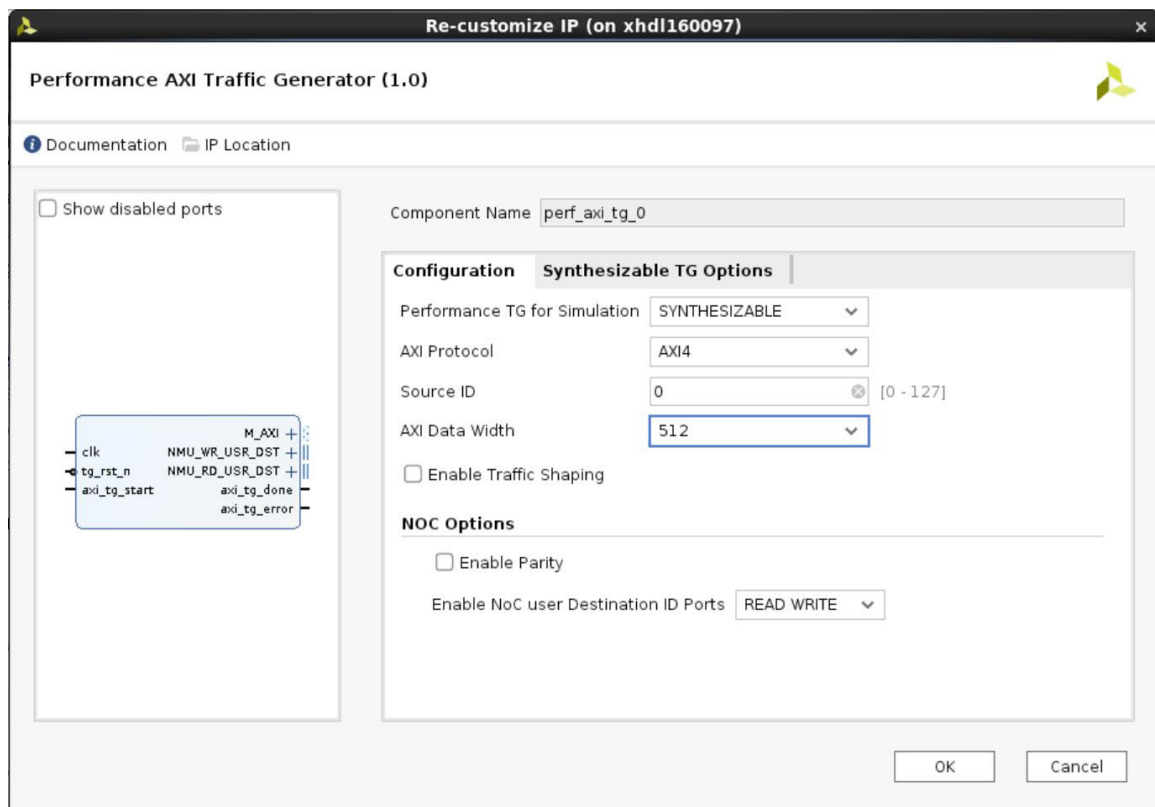 Re-customize IP (on xhdl160097)
Performance AXI Traffic Generator (1.0)
Documentation IP Location
Show disabled ports
M_AXI
clk NMU_WR_USR_DST
tg_rst_n NMU_RD_USR_DST
axi_tg_start axi_tg_done
axi_tg_error
Component Name perf_axi_tg_0
Configuration Synthesizable TG Options
Performance TG for Simulation SYNTHESIZABLE
AXI Protocol AXI4
Source ID 0 [0 - 127]
AXI Data Width 512
Enable Traffic Shaping
NOC Options
Enable Parity
Enable NoC user Destination ID Ports READ WRITE
OK Cancel